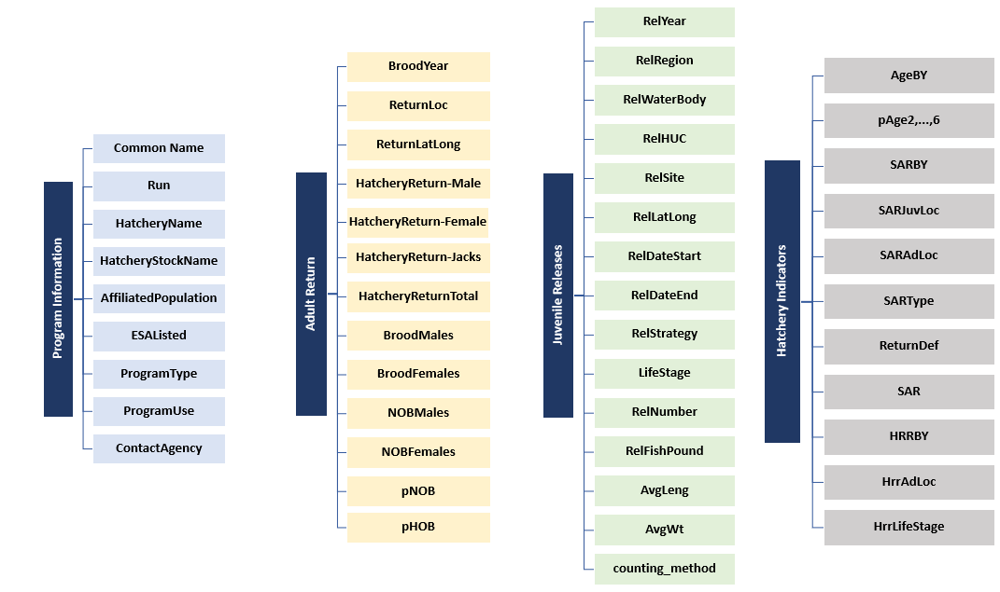 Program Information
Common Name
Run
HatcheryName
HatcheryStockName
AffiliatedPopulation
ESAListed
ProgramType
ProgramUse
ContactAgency
Adult Return
BroodYear
ReturnLoc
ReturnLatLong
HatcheryReturn-Male
HatcheryReturn-Female
HatcheryReturn-Jacks
HatcheryReturnTotal
BroodMales
BroodFemales
NOBMales
NOBFemales
pNOB
pHOB
Juvenile Releases
RelYear
RelRegion
RelWaterBody
RelHUC
RelSite
RelLatLong
RelDateStart
RelDateEnd
RelStrategy
LifeStage
RelNumber
RelFishPound
AvgLeng
AvgWt
counting_method
Hatchery Indicators
AgeBY
pAge2,...,6
SARBY
SARJuvLoc
SARAdLoc
SARType
ReturnDef
SAR
HRRBY
HrrAdLoc
HrrLifeStage